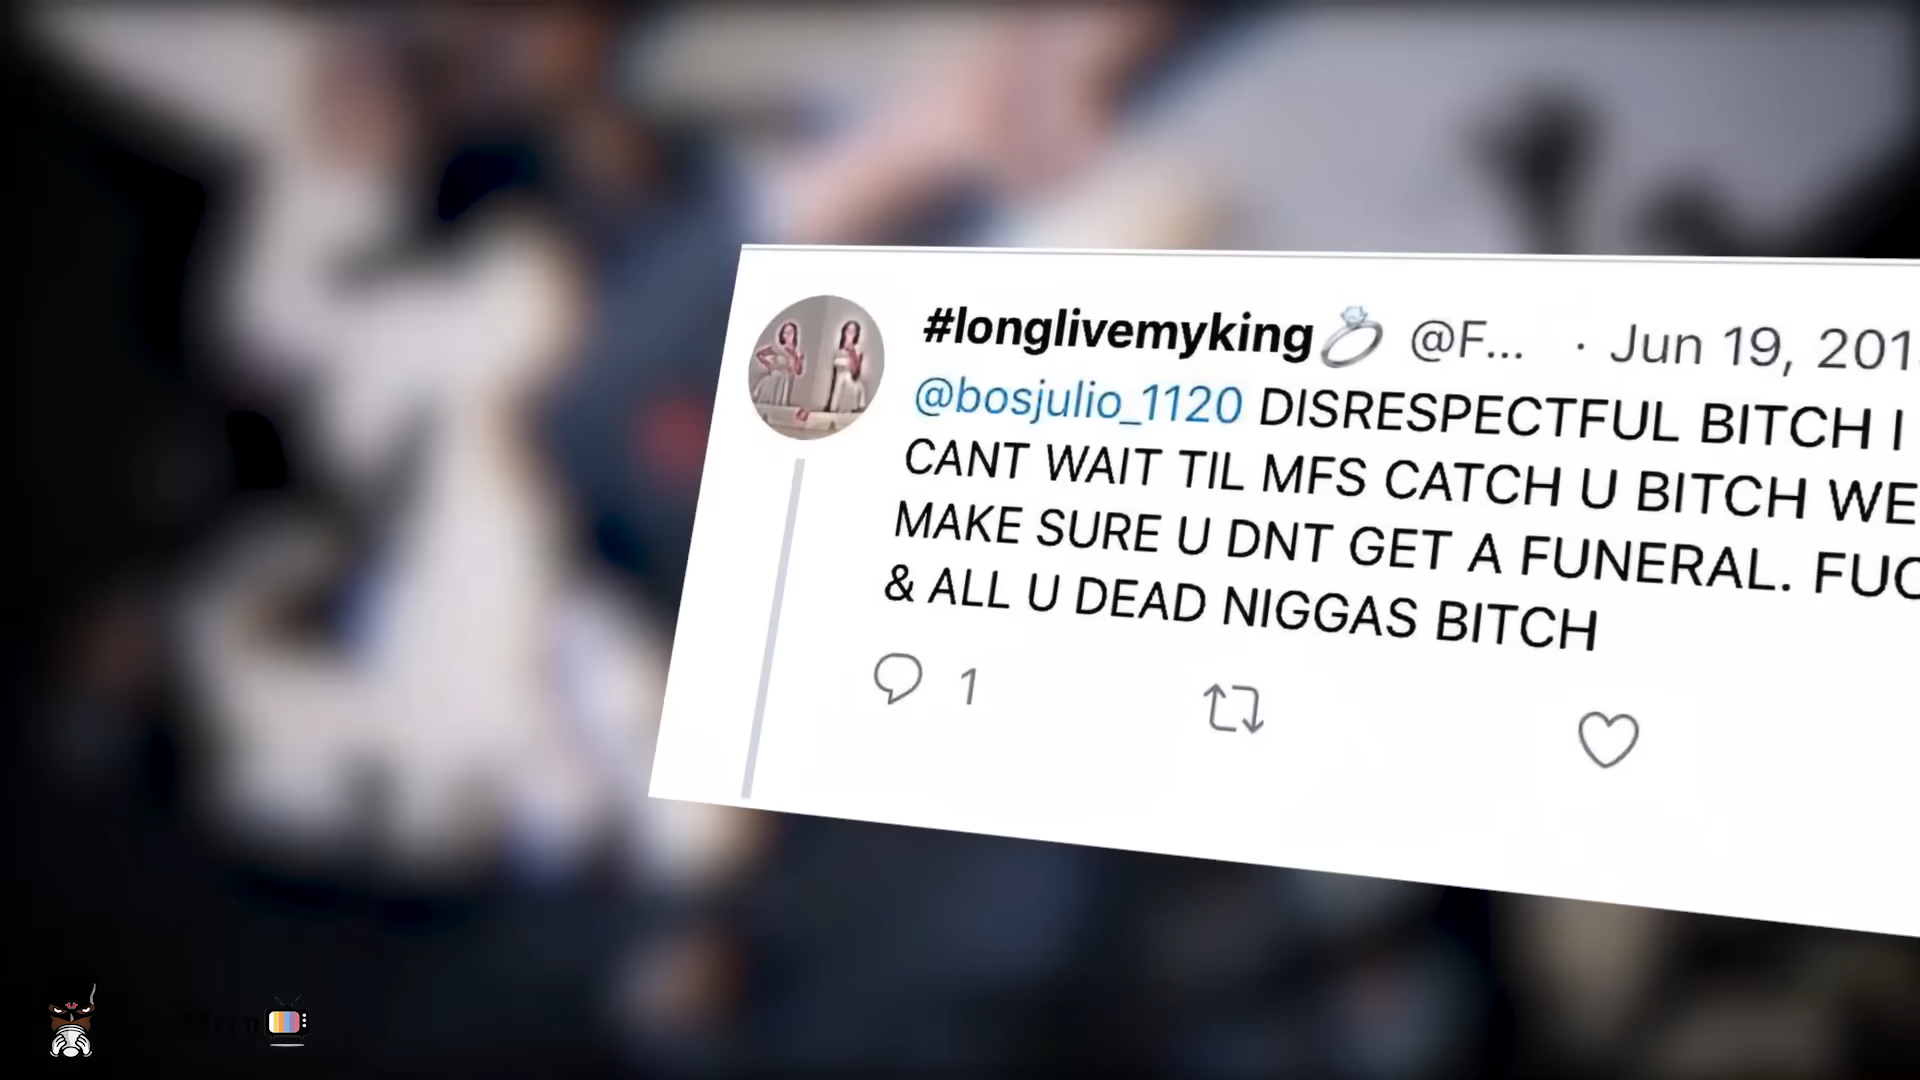 #longlivemyking💍 @F... · Jun 19, 201
@bosjulio_1120 DISRESPECTFUL BITCH I
CANT WAIT TIL MFS CATCH U BITCH WE
MAKE SURE U DNT GET A FUNERAL. FUC
& ALL U DEAD NIGGAS BITCH
1